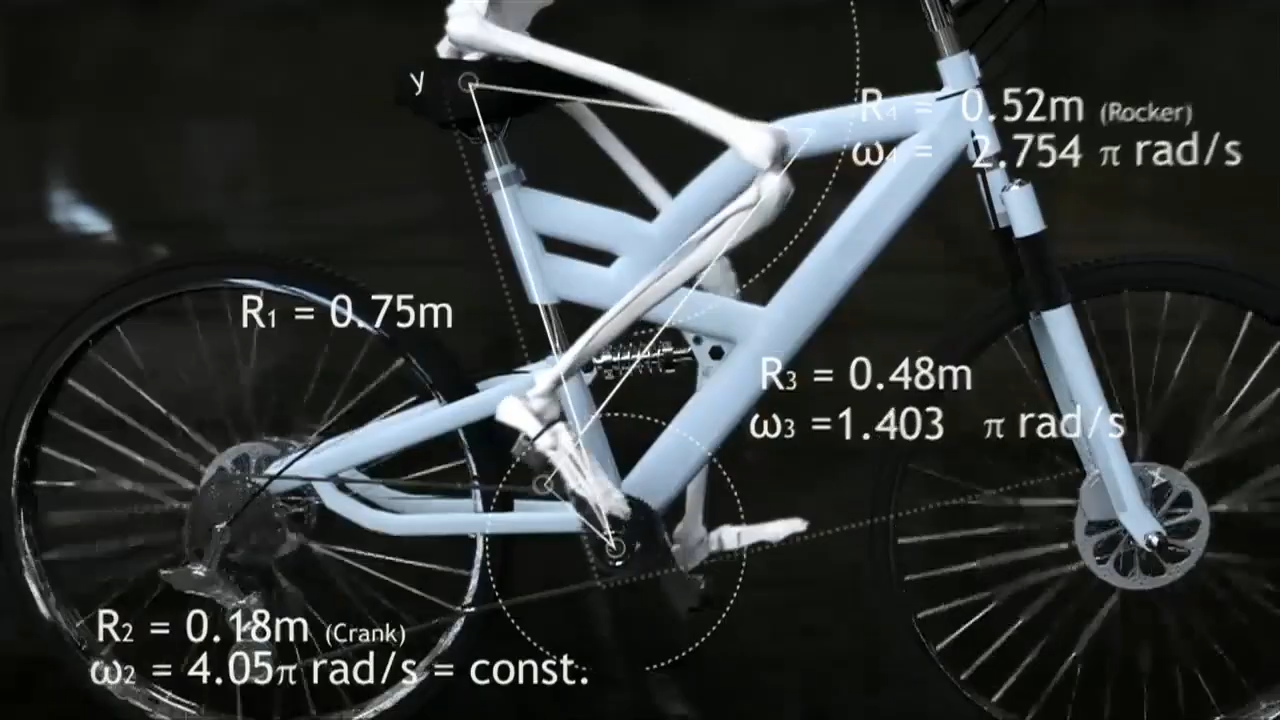 y
R₄ = 0.52m (Rocker)
ω₄ = 2.754 π rad/s
R₁ = 0.75m
R₃ = 0.48m
ω₃ =1.403 π rad/s
x
R₂ = 0.18m (Crank)
ω₂ = 4.05π rad/s = const.